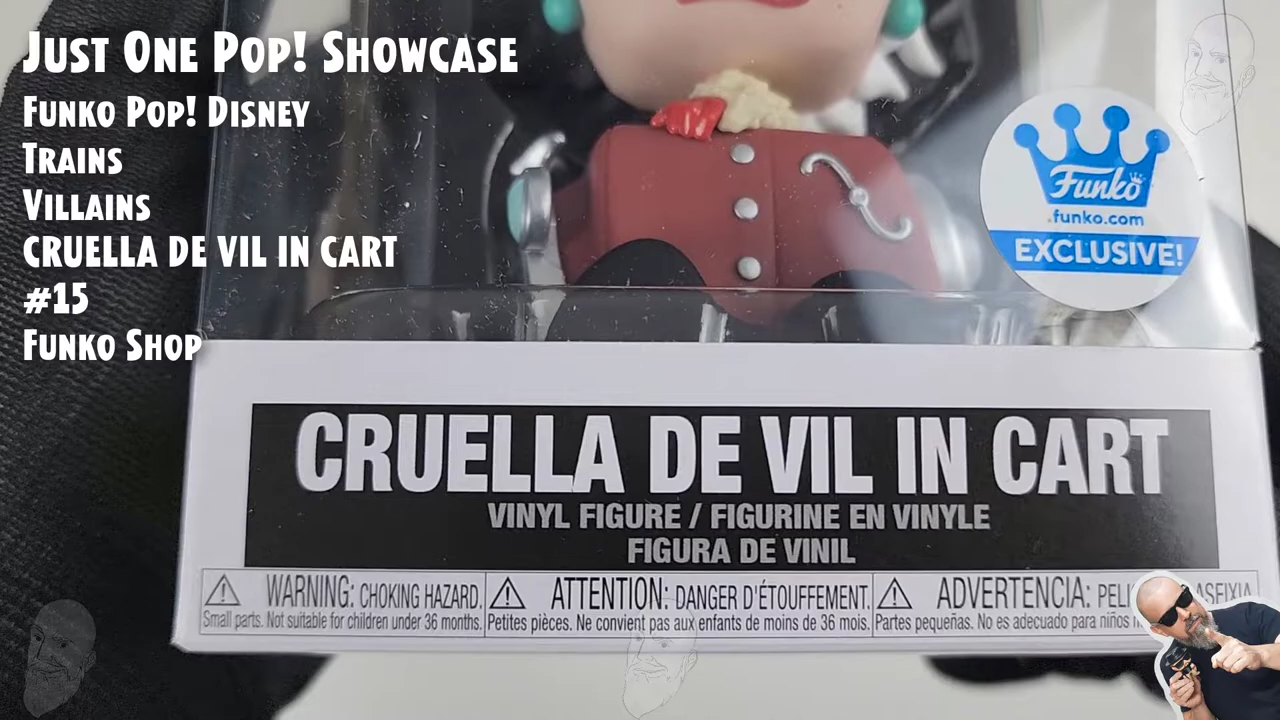 Just One Pop! Showcase
Funko Pop! Disney
Trains
Villains
CRUELLA DE VIL IN CART
#15
Funko Shop
Funko
funko.com
EXCLUSIVE!
CRUELLA DE VIL IN CART
VINYL FIGURE / FIGURINE EN VINYLE
FIGURA DE VINIL
WARNING: CHOKING HAZARD.
Small parts. Not suitable for children under 36 months.
ATTENTION: DANGER D'ÉTOUFFEMENT.
Petites pièces. Ne convient pas aux enfants de moins de 36 mois.
ADVERTENCIA:
Partes pequeñas. No es adecuado para niños